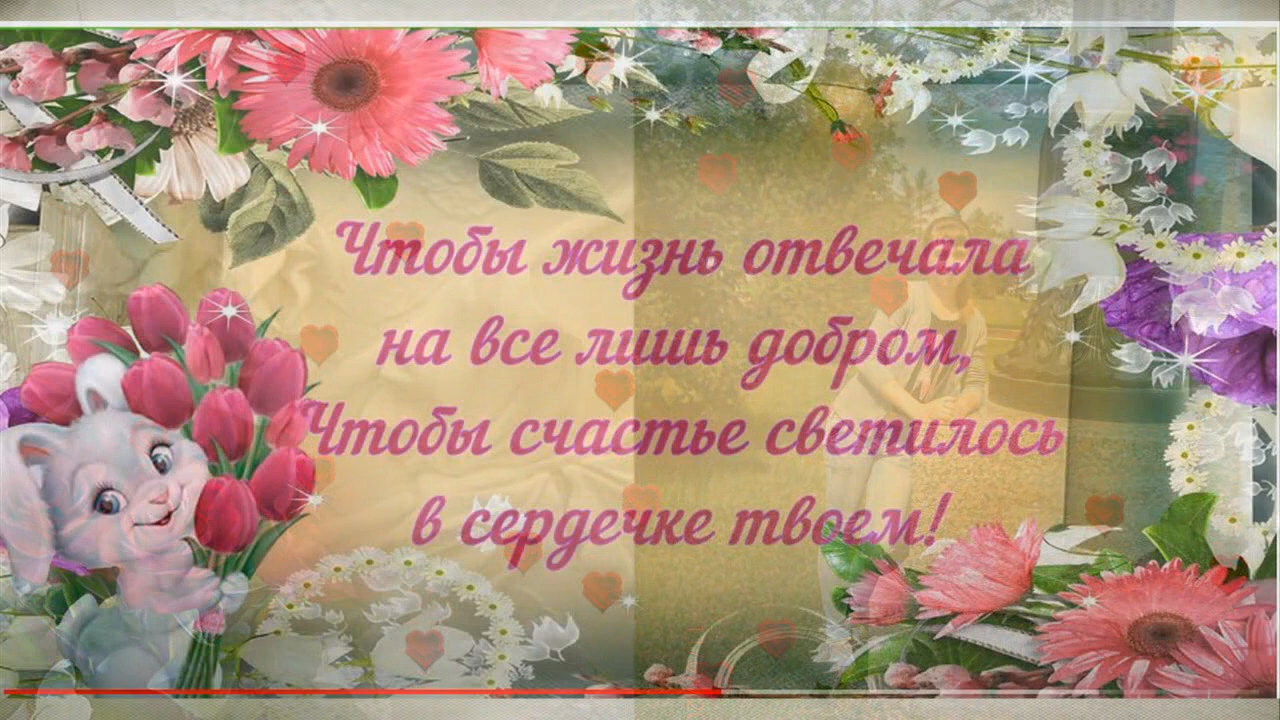 Чтобы жизнь отвечала
на все лишь добром,
Чтобы счастье светилось
в сердечке твоем!